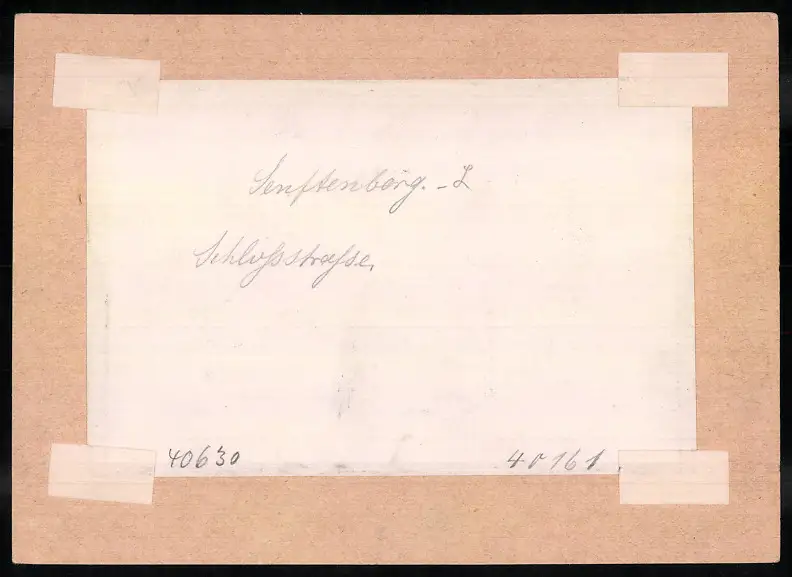 Senftenberg. - L
Schloßstraße,
40630
40161